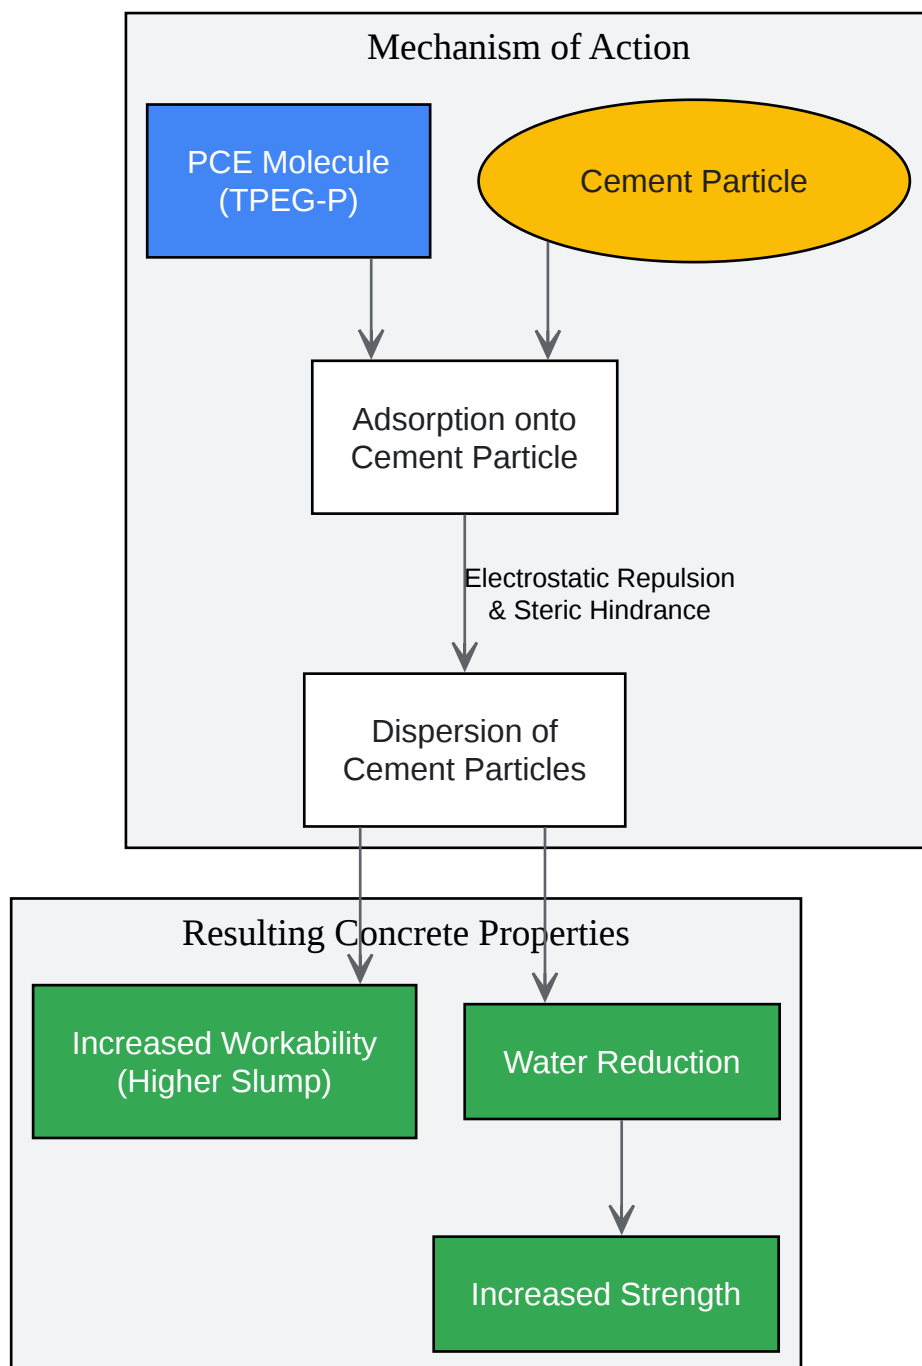 Mechanism of Action
PCE Molecule
(TPEG-P)
Cement Particle
Adsorption onto
Cement Particle
Electrostatic Repulsion
& Steric Hindrance
Dispersion of
Cement Particles
Resulting Concrete Properties
Increased Workability
(Higher Slump)
Water Reduction
Increased Strength